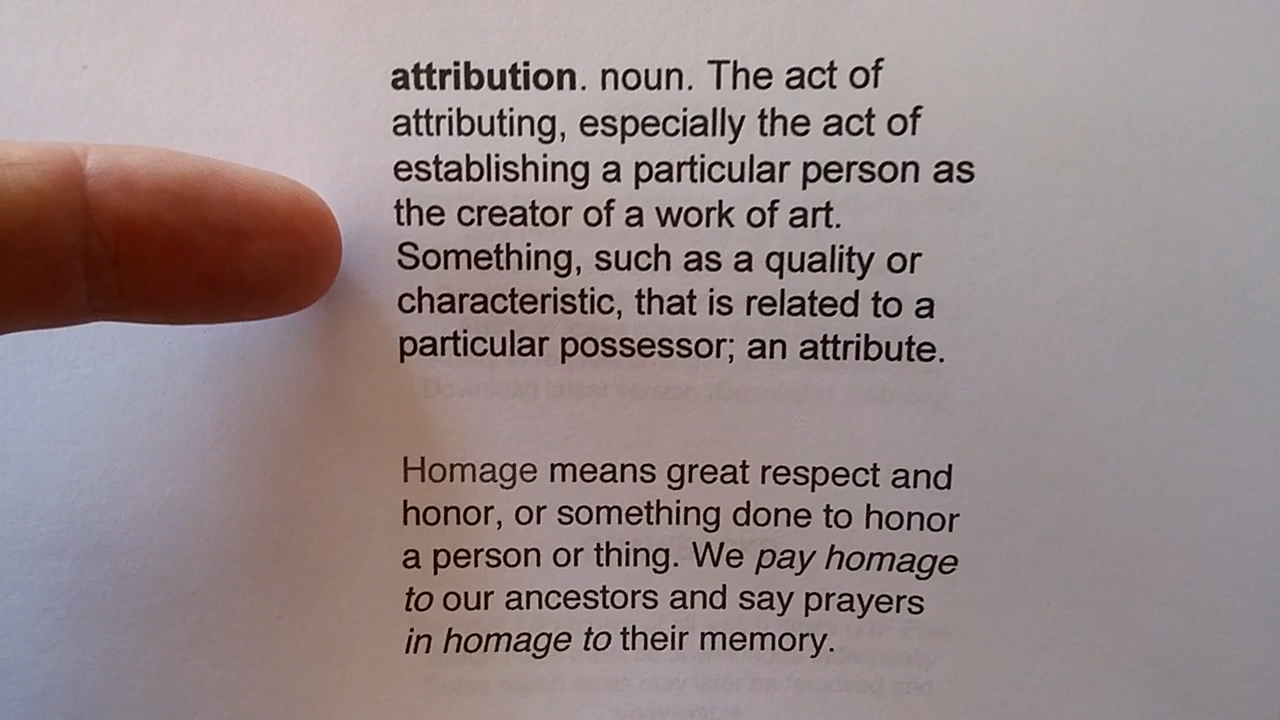 attribution. noun. The act of
attributing, especially the act of
establishing a particular person as
the creator of a work of art.
Something, such as a quality or
characteristic, that is related to a
particular possessor; an attribute.
Download latest version
Homage means great respect and
honor, or something done to honor
a person or thing. We pay homage
to our ancestors and say prayers
in homage to their memory.